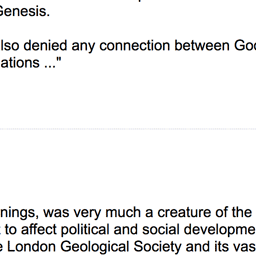 Genesis.
lso denied any connection between Go
ations ..."
nings, was very much a creature of the
to affect political and social developme
London Geological Society and its vas